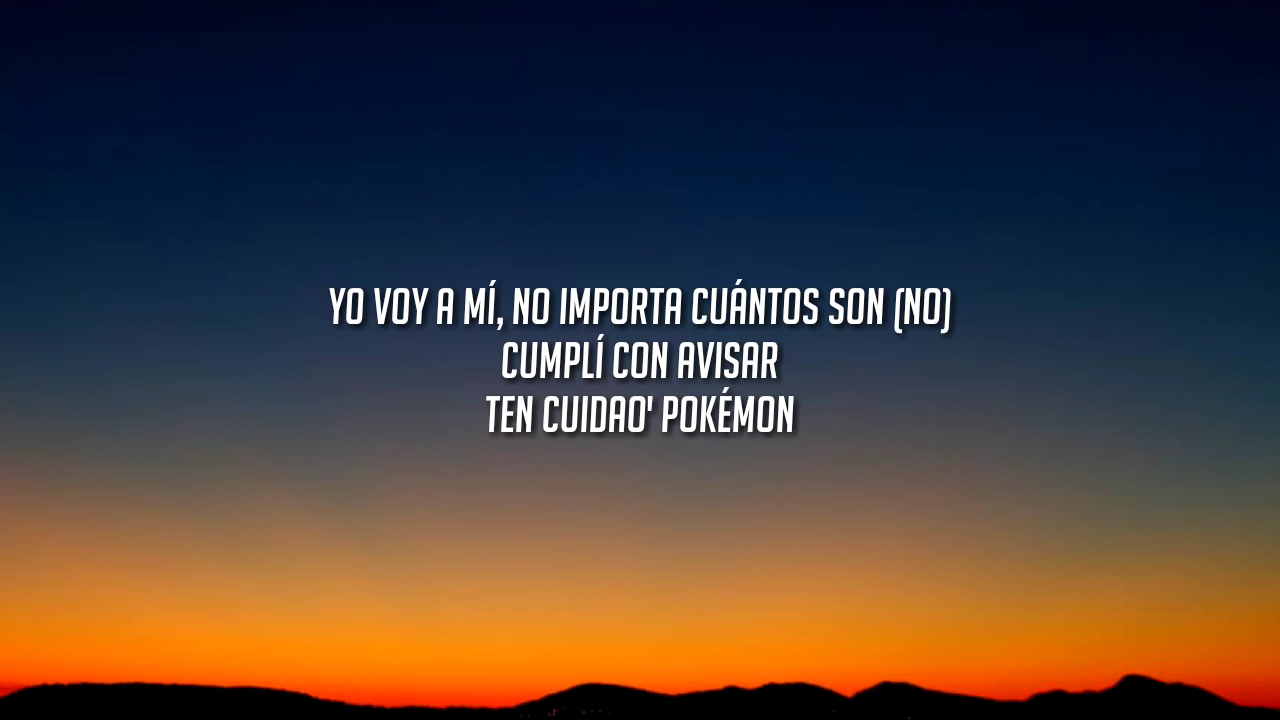 YO VOY A MÍ, NO IMPORTA CUÁNTOS SON (NO)
CUMPLÍ CON AVISAR
TEN CUIDAO' POKÉMON